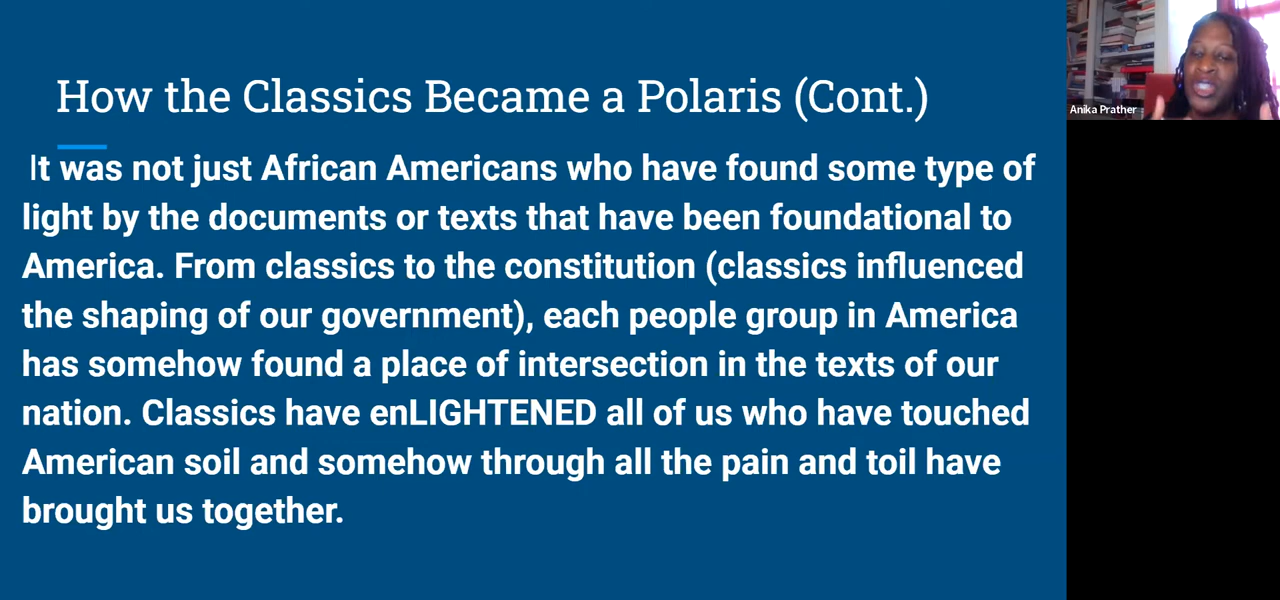 How the Classics Became a Polaris (Cont.)
It was not just African Americans who have found some type of
light by the documents or texts that have been foundational to
America. From classics to the constitution (classics influenced
the shaping of our government), each people group in America
has somehow found a place of intersection in the texts of our
nation. Classics have enLIGHTENED all of us who have touched
American soil and somehow through all the pain and toil have
brought us together.
Anika Prather